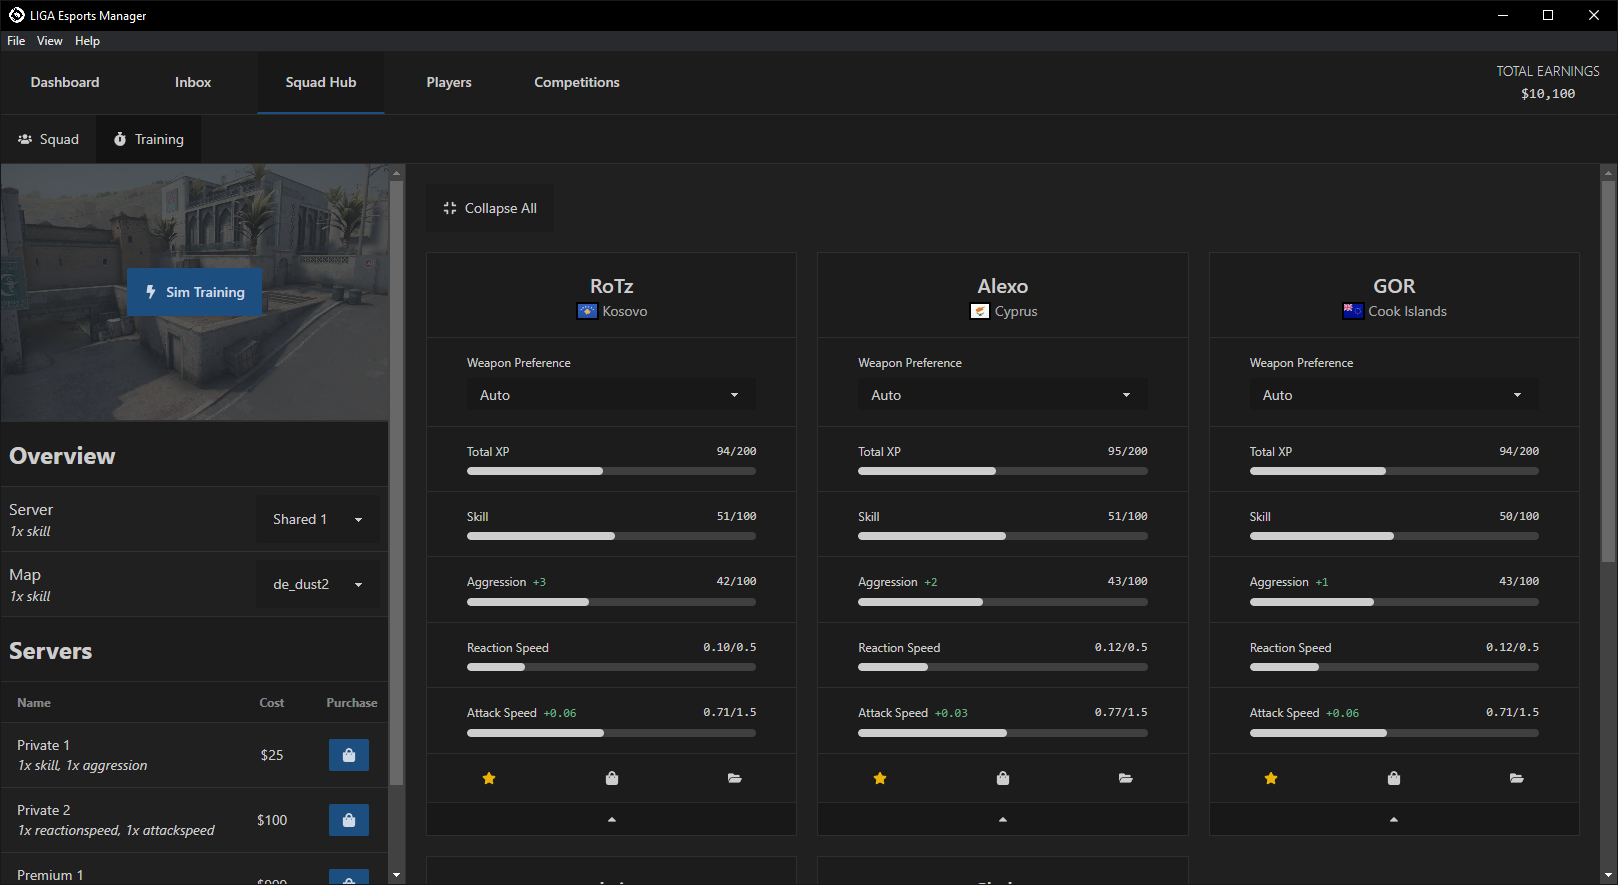 LIGA Esports Manager
File View Help
Dashboard Inbox Squad Hub Players Competitions
TOTAL EARNINGS
$10,100
Squad Training
Sim Training
Overview
Server
1x skill
Shared 1
Map
1x skill
de_dust2
Servers
Name Cost Purchase
Private 1
1x skill, 1x aggression
$25
Private 2
1x reactionspeed, 1x attackspeed
$100
Premium 1
Collapse All
RoTz
Kosovo
Weapon Preference
Auto
Total XP 94/200
Skill 51/100
Aggression +3 42/100
Reaction Speed 0.10/0.5
Attack Speed +0.06 0.71/1.5
Alexo
Cyprus
Weapon Preference
Auto
Total XP 95/200
Skill 51/100
Aggression +2 43/100
Reaction Speed 0.12/0.5
Attack Speed +0.03 0.77/1.5
GOR
Cook Islands
Weapon Preference
Auto
Total XP 94/200
Skill 50/100
Aggression +1 43/100
Reaction Speed 0.12/0.5
Attack Speed +0.06 0.71/1.5